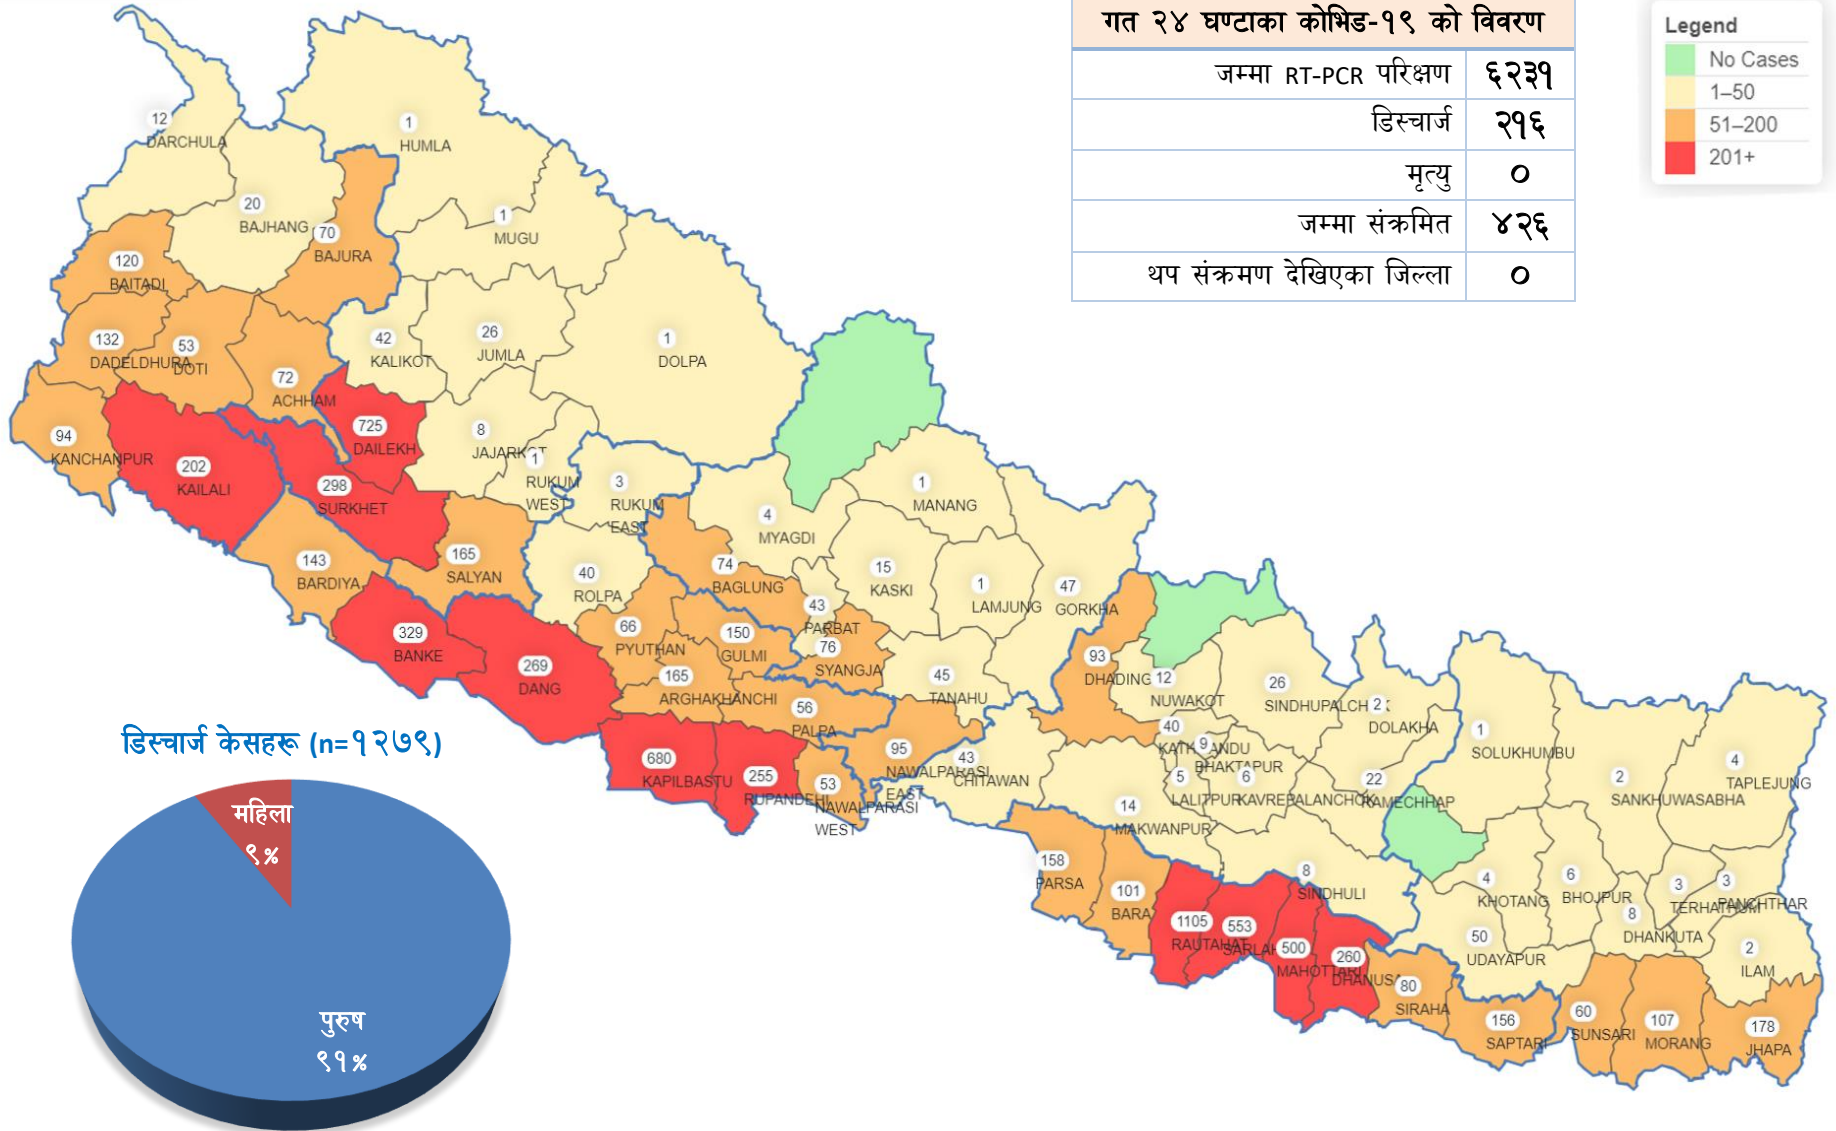 गत २४ घण्टाका कोभिड-१९ को विवरण
जम्मा RT-PCR परिक्षण ६२३१
डिस्चार्ज २१६
मृत्यु ०
जम्मा संक्रमित ४२६
थप संक्रमण देखिएका जिल्ला ०
Legend
No Cases
1–50
51–200
201+
12
DARCHULA
1
HUMLA
20
BAJHANG
70
BAJURA
1
MUGU
120
BAITADI
132
DADELDHURA
53
DOTI
72
ACHHAM
42
KALIKOT
26
JUMLA
1
DOLPA
94
KANCHANPUR
202
KAILALI
725
DAILEKH
298
SURKHET
8
JAJARKOT
1
RUKUM
WEST
3
RUKUM
EAST
143
BARDIYA
165
SALYAN
40
ROLPA
4
MYAGDI
1
MANANG
74
BAGLUNG
15
KASKI
1
LAMJUNG
47
GORKHA
329
BANKE
269
DANG
66
PYUTHAN
150
GULMI
43
PARBAT
76
SYANGJA
165
ARGHAKHANCHI
45
TANAHU
56
PALPA
93
DHADING
12
NUWAKOT
26
SINDHUPALCHOK
2
DOLAKHA
680
KAPILBASTU
255
RUPANDEHI
53
NAWALPARASI
WEST
95
NAWALPARASI
EAST
43
CHITAWAN
40
KATHMANDU
9
BHAKTAPUR
5
LALITPUR
6
KAVREPALANCHOK
22
RAMECHHAP
1
SOLUKHUMBU
2
SANKHUWASABHA
4
TAPLEJUNG
14
MAKWANPUR
158
PARSA
101
BARA
1105
RAUTAHAT
553
SARLAHI
500
MAHOTTARI
260
DHANUSA
8
SINDHULI
4
KHOTANG
6
BHOJPUR
3
TERHATHUM
3
PANCHTHAR
8
DHANKUTA
50
UDAYAPUR
2
ILAM
80
SIRAHA
156
SAPTARI
60
SUNSARI
107
MORANG
178
JHAPA
डिस्चार्ज केसहरू (n=१२७९)
महिला
९%
पुरुष
९१%